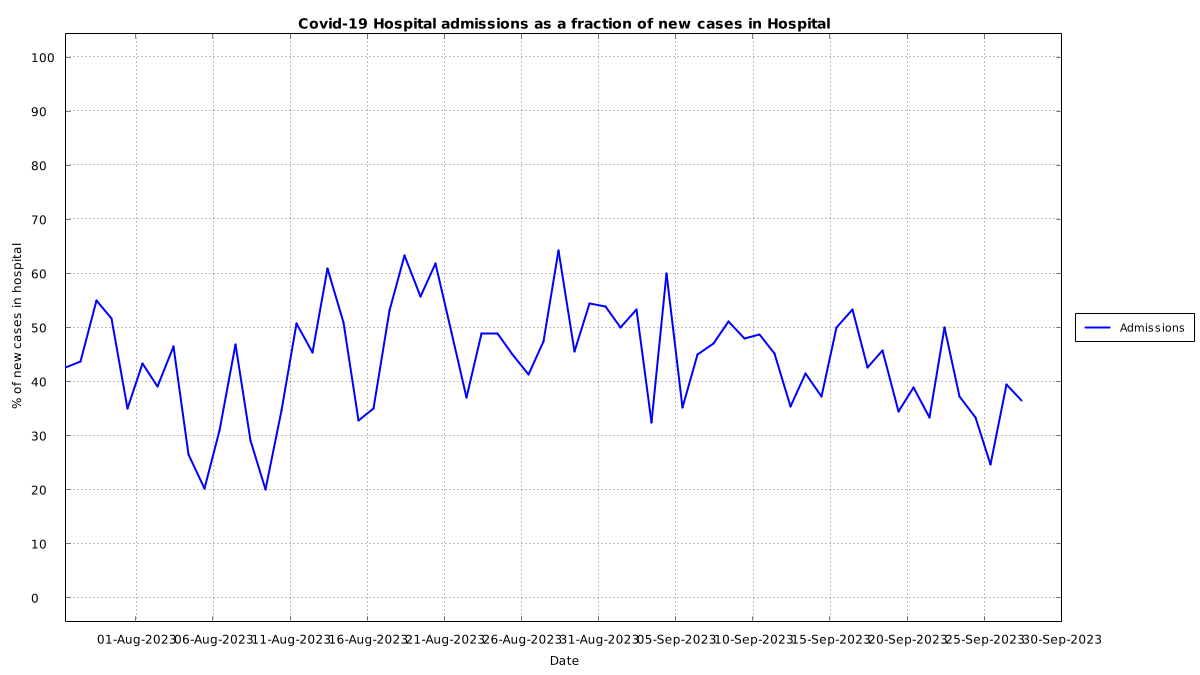 Covid-19 Hospital admissions as a fraction of new cases in Hospital
100
90
80
70
60
50
40
30
20
10
0
% of new cases in hospital
Admissions
01-Aug-2023 06-Aug-2023 11-Aug-2023 16-Aug-2023 21-Aug-2023 26-Aug-2023 31-Aug-2023 05-Sep-2023 10-Sep-2023 15-Sep-2023 20-Sep-2023 25-Sep-2023 30-Sep-2023
Date